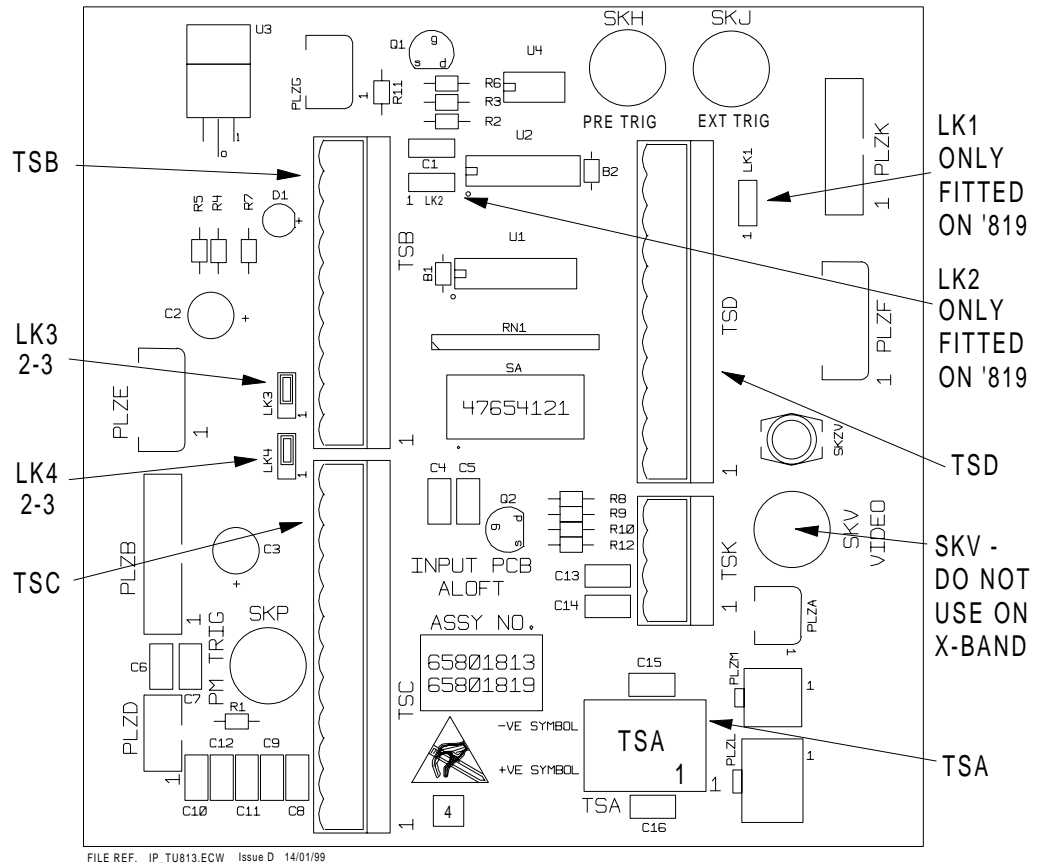 U3
PLZG
1
R11
Q1
g
s
d
R6
R3
R2
U4
SKH
PRE TRIG
SKJ
EXT TRIG
PLZK
1
LK1
ONLY
FITTED
ON '819
TSB
R5
R4
R7
D1
+
C1
1 LK2
U2
B2
LK1
1
TSB
U1
B1
C2
+
TSD
PLZF
1
LK2
ONLY
FITTED
ON '819
LK3
2-3
RN1
SA
47654121
PLZE
1
LK3
1
LK4
1
1
1
SKZV
LK4
2-3
TSD
C4
C5
Q2
d
g
s
R8
R9
R10
R12
TSC
PLZB
1
C3
+
INPUT PCB
ALOFT
C13
C14
TSK
1
SKV
VIDEO
SKV -
DO NOT
USE ON
X-BAND
PLZA
1
SKP
PM TRIG
ASSY NO.
65801813
65801819
C6
C7
R1
TSC
C15
PLZM
1
PLZD
1
-VE SYMBOL
+VE SYMBOL
TSA
1
1
PLZL
1
TSA
C12
C9
C10
C11
C8
1
4
TSA
C16
FILE REF. IP_TU813.ECW Issue D 14/01/99